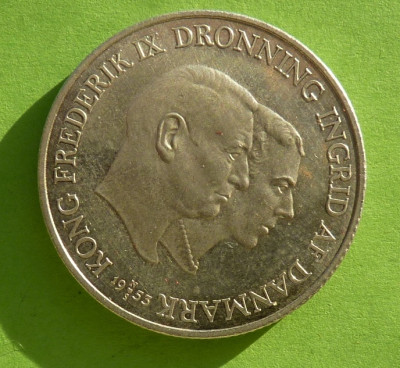 KONG FREDERIK IX DRONNING INGRID AF DANMARK
1953